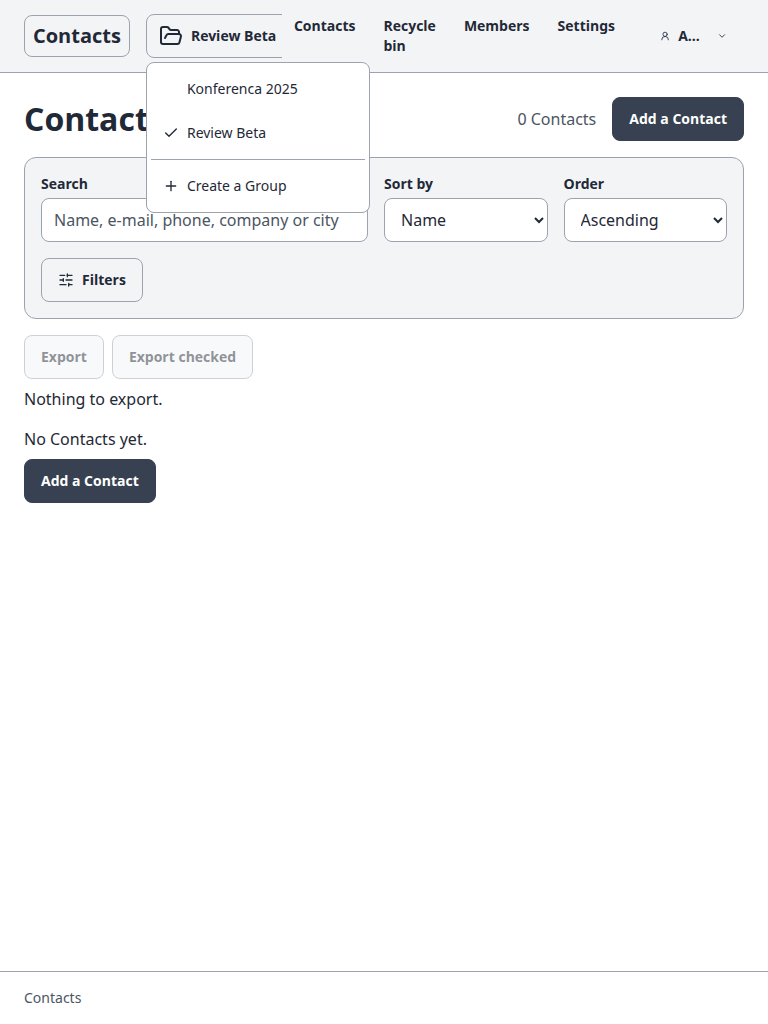 Contacts
Review Beta
Contacts
Recycle
bin
Members
Settings
A...
Konferenca 2025
Review Beta
Create a Group
Contact
0 Contacts
Add a Contact
Search
Sort by
Order
Name, e-mail, phone, company or city
Name
Ascending
Filters
Export
Export checked
Nothing to export.
No Contacts yet.
Add a Contact
Contacts